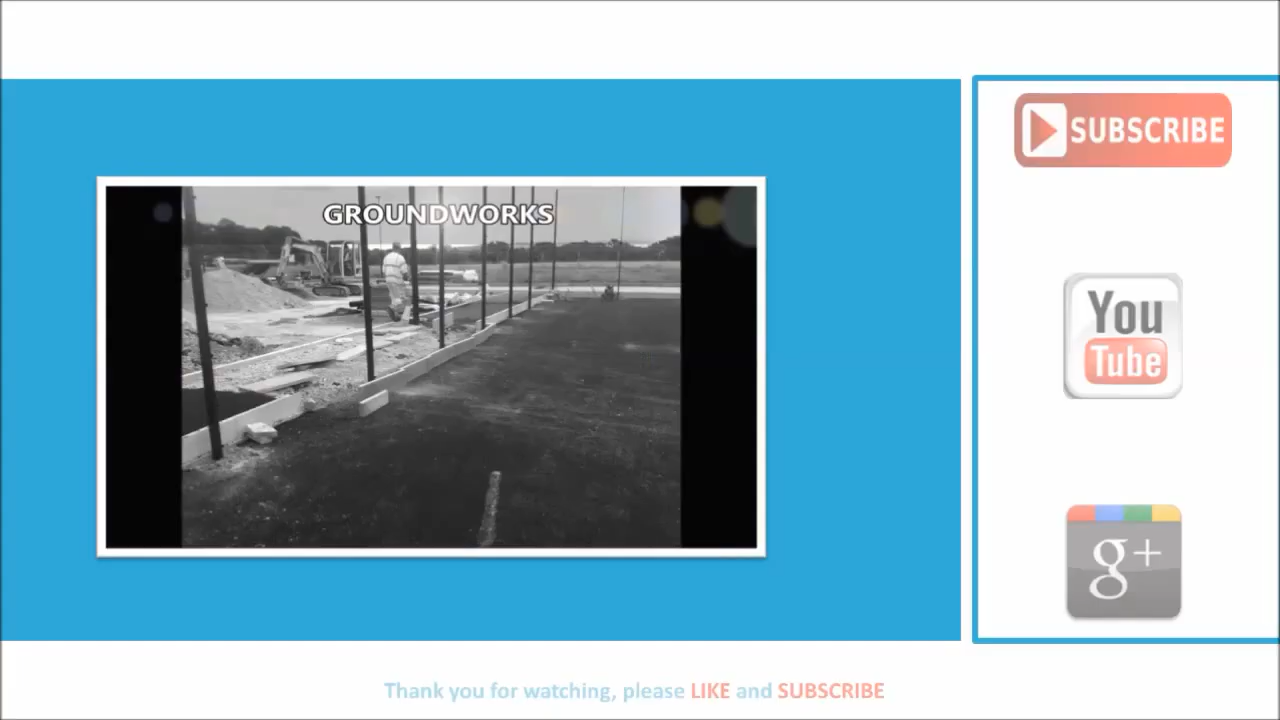 GROUNDWORKS
SUBSCRIBE
You
Tube
g+
Thank you for watching, please LIKE and SUBSCRIBE